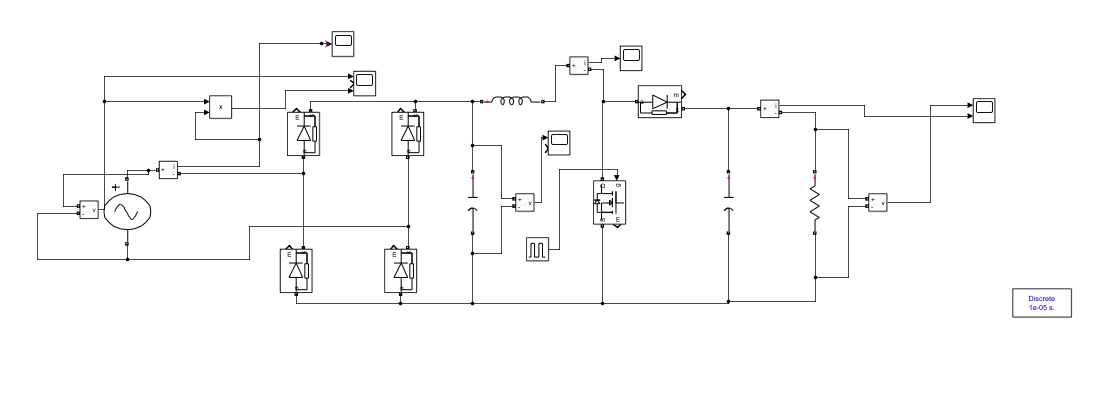 i
+
-
x
E
E
m
a
k
i
+
-
i
+
-
+
+
-
v
+
-
v
g
D
S
E
+
-
v
E
E
Discrete
1e-05 s.